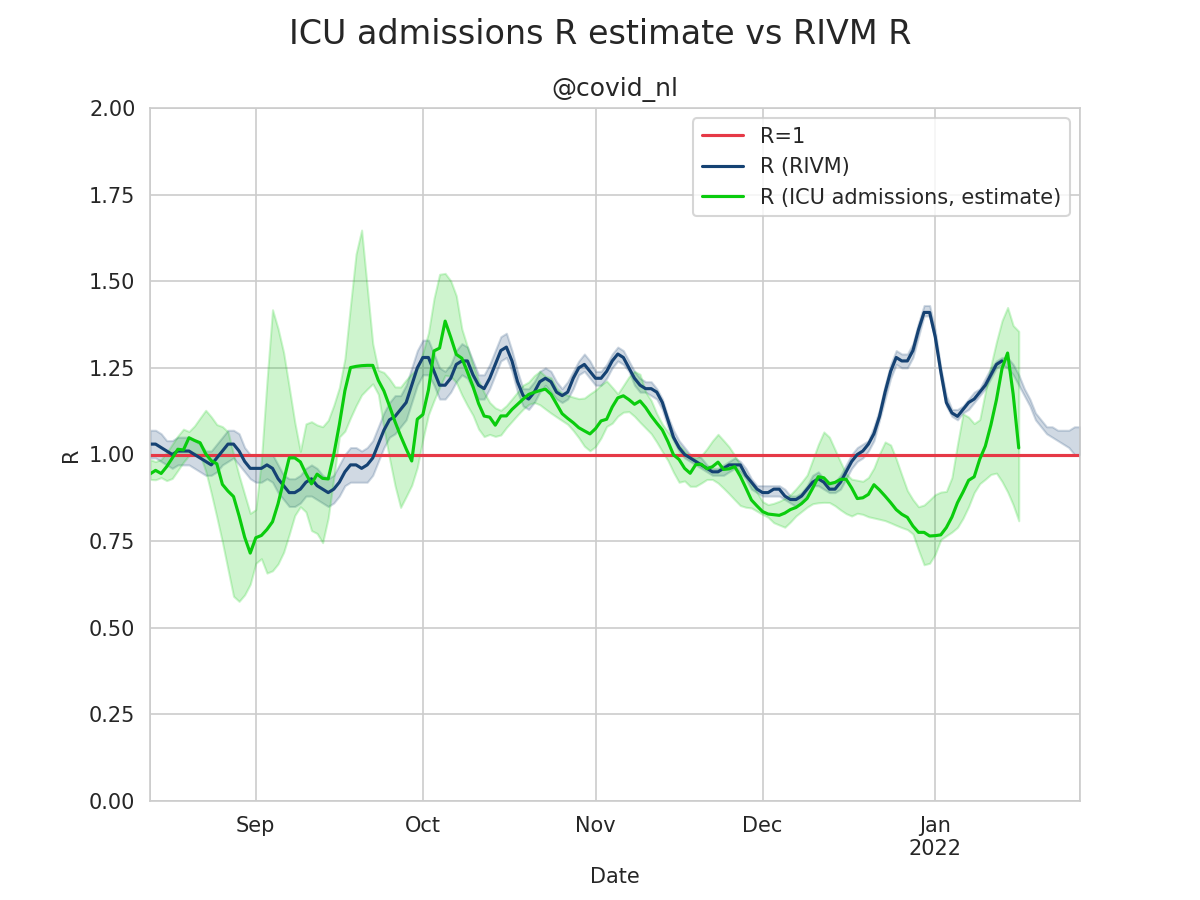 ICU admissions R estimate vs RIVM R
@covid_nl
2.00
1.75
1.50
1.25
1.00
0.75
0.50
0.25
0.00
R
R=1
R (RIVM)
R (ICU admissions, estimate)
Sep
Oct
Nov
Dec
Jan
2022
Date